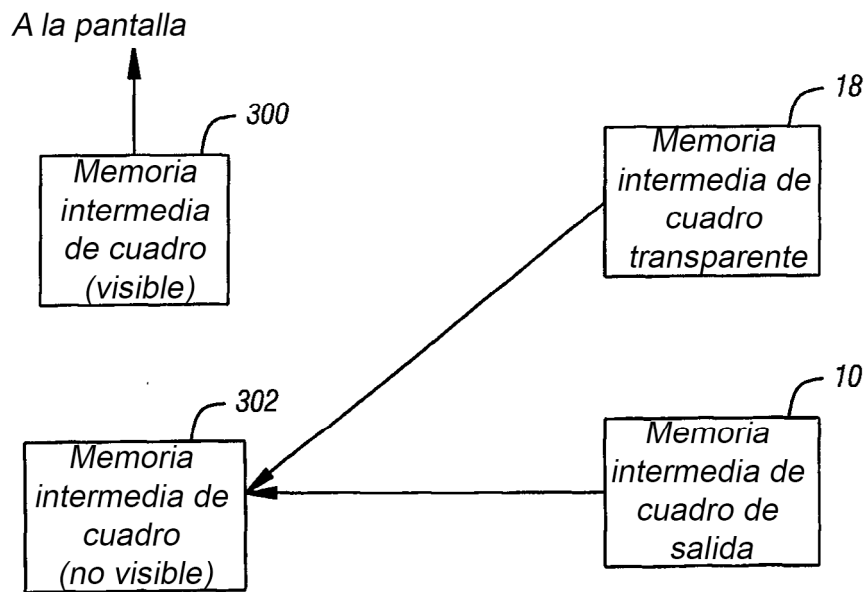 A la pantalla
300
Memoria
intermedia
de cuadro
(visible)
18
Memoria
intermedia de
cuadro
transparente
302
Memoria
intermedia de
cuadro
(no visible)
10
Memoria
intermedia de
cuadro de
salida